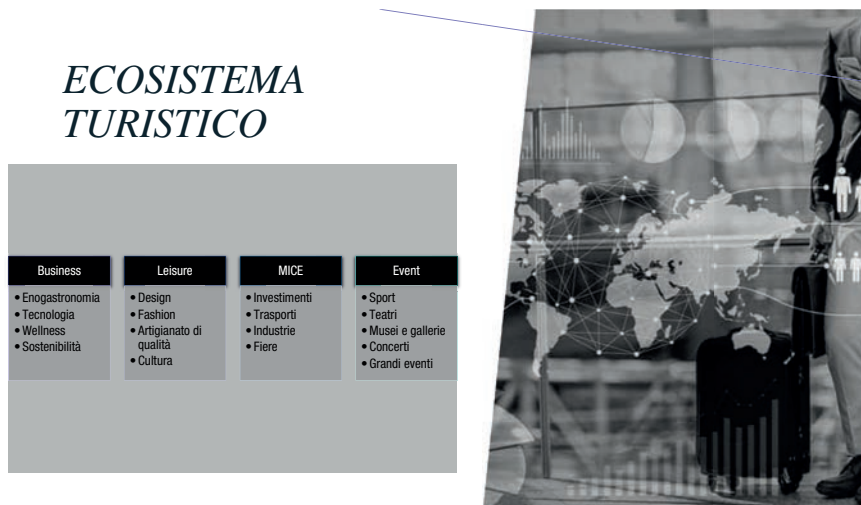 ECOSISTEMA
TURISTICO
Business
• Enogastronomia
• Tecnologia
• Wellness
• Sostenibilità
Leisure
• Design
• Fashion
• Artigianato di
qualità
• Cultura
MICE
• Investimenti
• Trasporti
• Industrie
• Fiere
Event
• Sport
• Teatri
• Musei e gallerie
• Concerti
• Grandi eventi